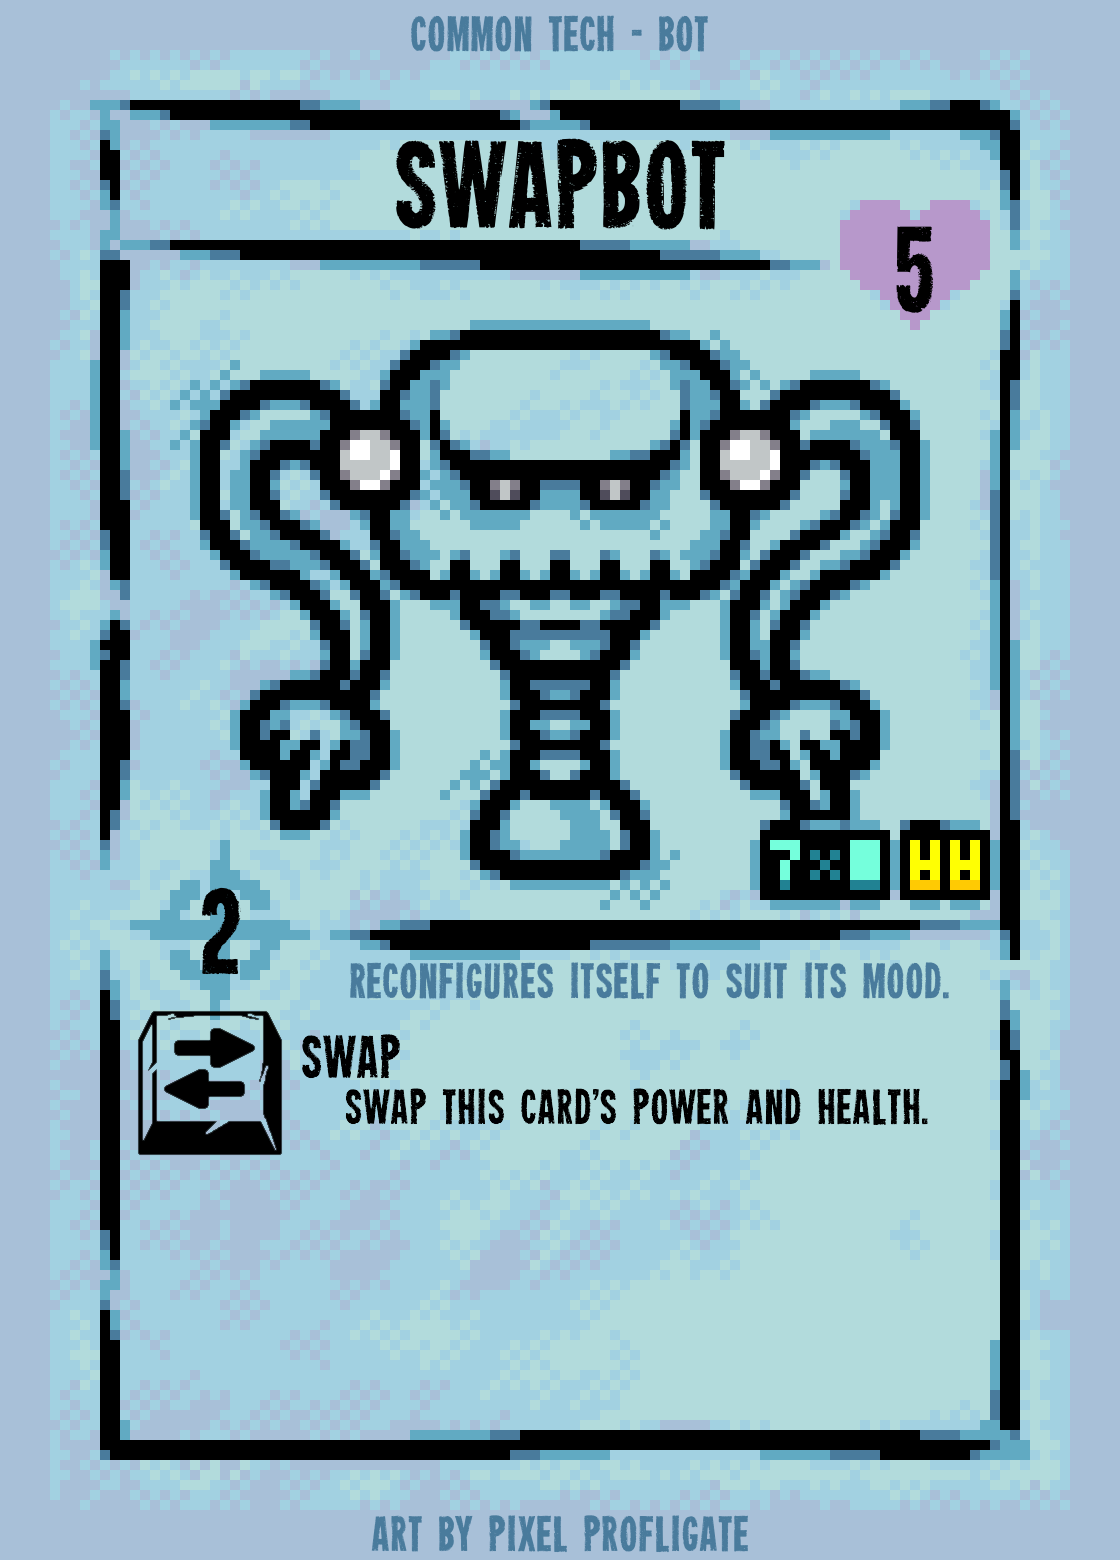 COMMON TECH - BOT
SWAPBOT
5
7×
2
RECONFIGURES ITSELF TO SUIT ITS MOOD.
SWAP
SWAP THIS CARD'S POWER AND HEALTH.
ART BY PIXEL PROFLIGATE